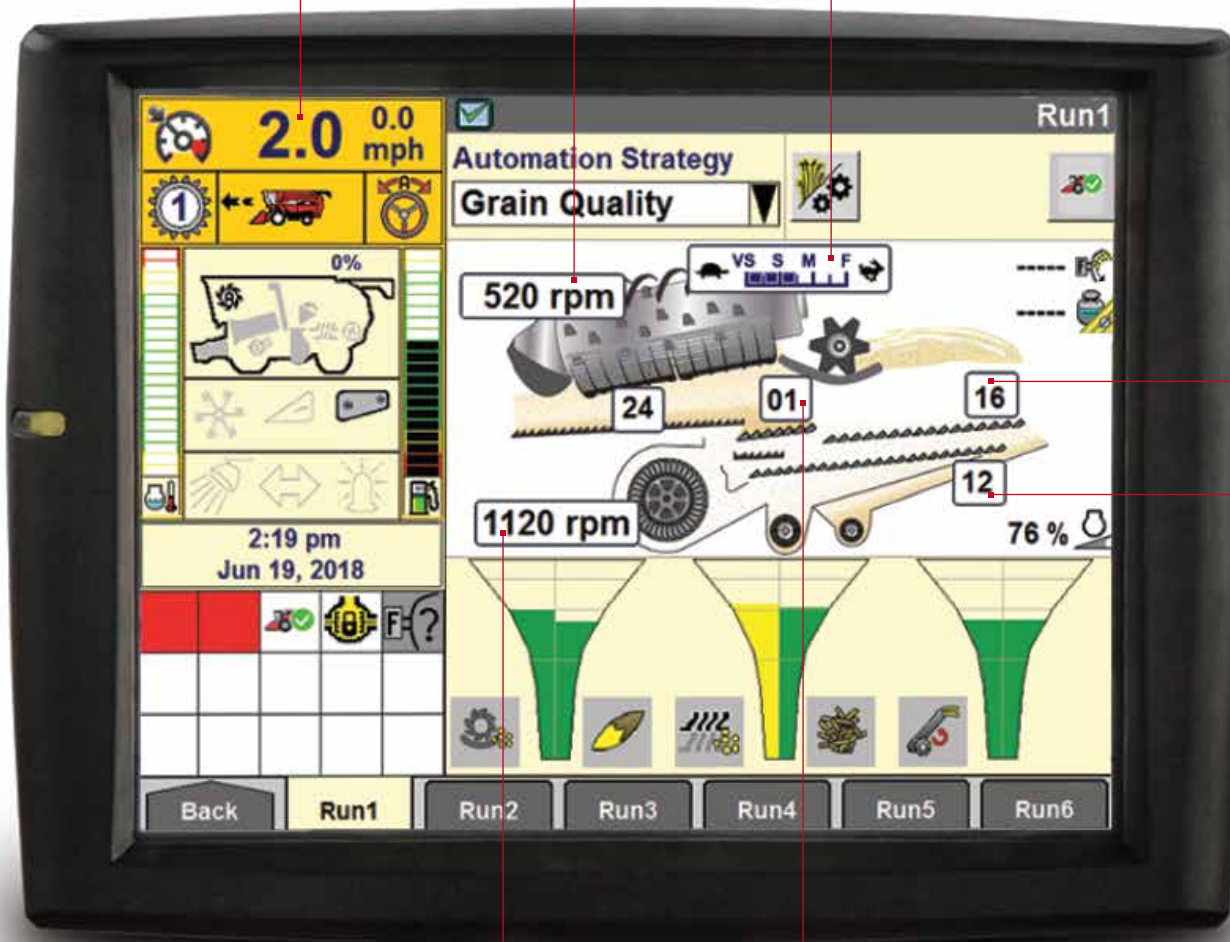 2.0 0.0 mph
1
A
0%
2:19 pm
Jun 19, 2018
F ?
Run1
Automation Strategy
Grain Quality
VS S M F
520 rpm
24
01
16
12
1120 rpm
76 %
Back Run1 Run2 Run3 Run4 Run5 Run6